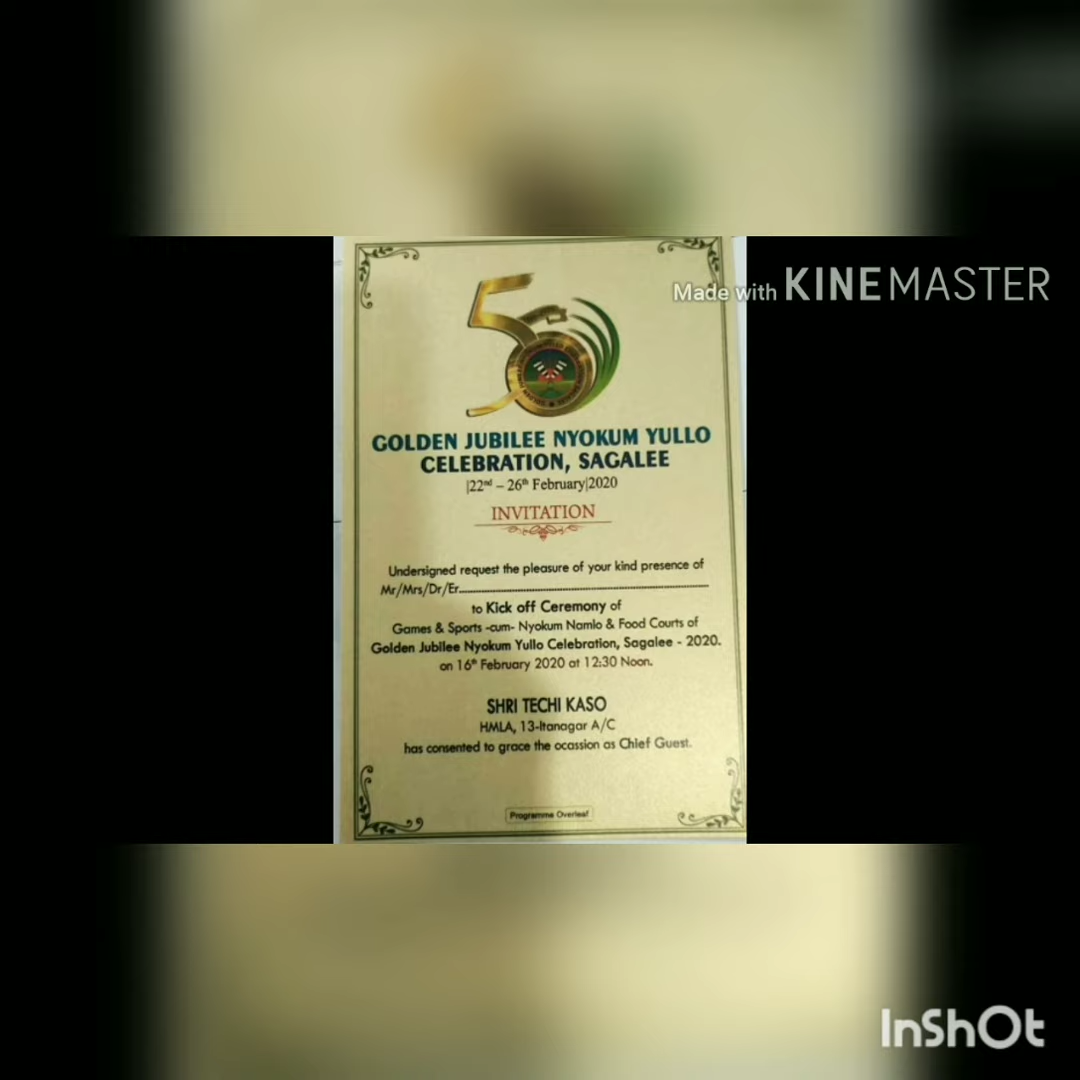 Made with KINEMASTER
50
GOLDEN JUBILEE NYOKUM YULLO
CELEBRATION, SAGALEE
|22nd – 26th February|2020
INVITATION
Undersigned request the pleasure of your kind presence of
Mr/Mrs/Dr/Er..........................................................................
to Kick off Ceremony of
Games & Sports -cum- Nyokum Namlo & Food Courts of
Golden Jubilee Nyokum Yullo Celebration, Sagalee - 2020.
on 16th February 2020 at 12:30 Noon.
SHRI TECHI KASO
HMLA, 13-Itanagar A/C
has consented to grace the ocassion as Chief Guest.
Programme Overleaf
InShOt